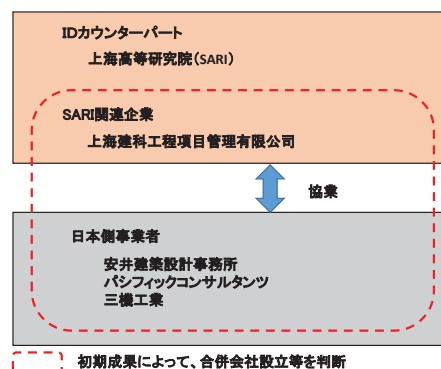 IDカウンターパート
上海高等研究院(SARI)
SARI関連企業
上海建科工程項目管理有限公司
協業
日本側事業者
安井建築設計事務所
パシフィックコンサルタンツ
三機工業
初期成果によって、合併会社設立等を判断